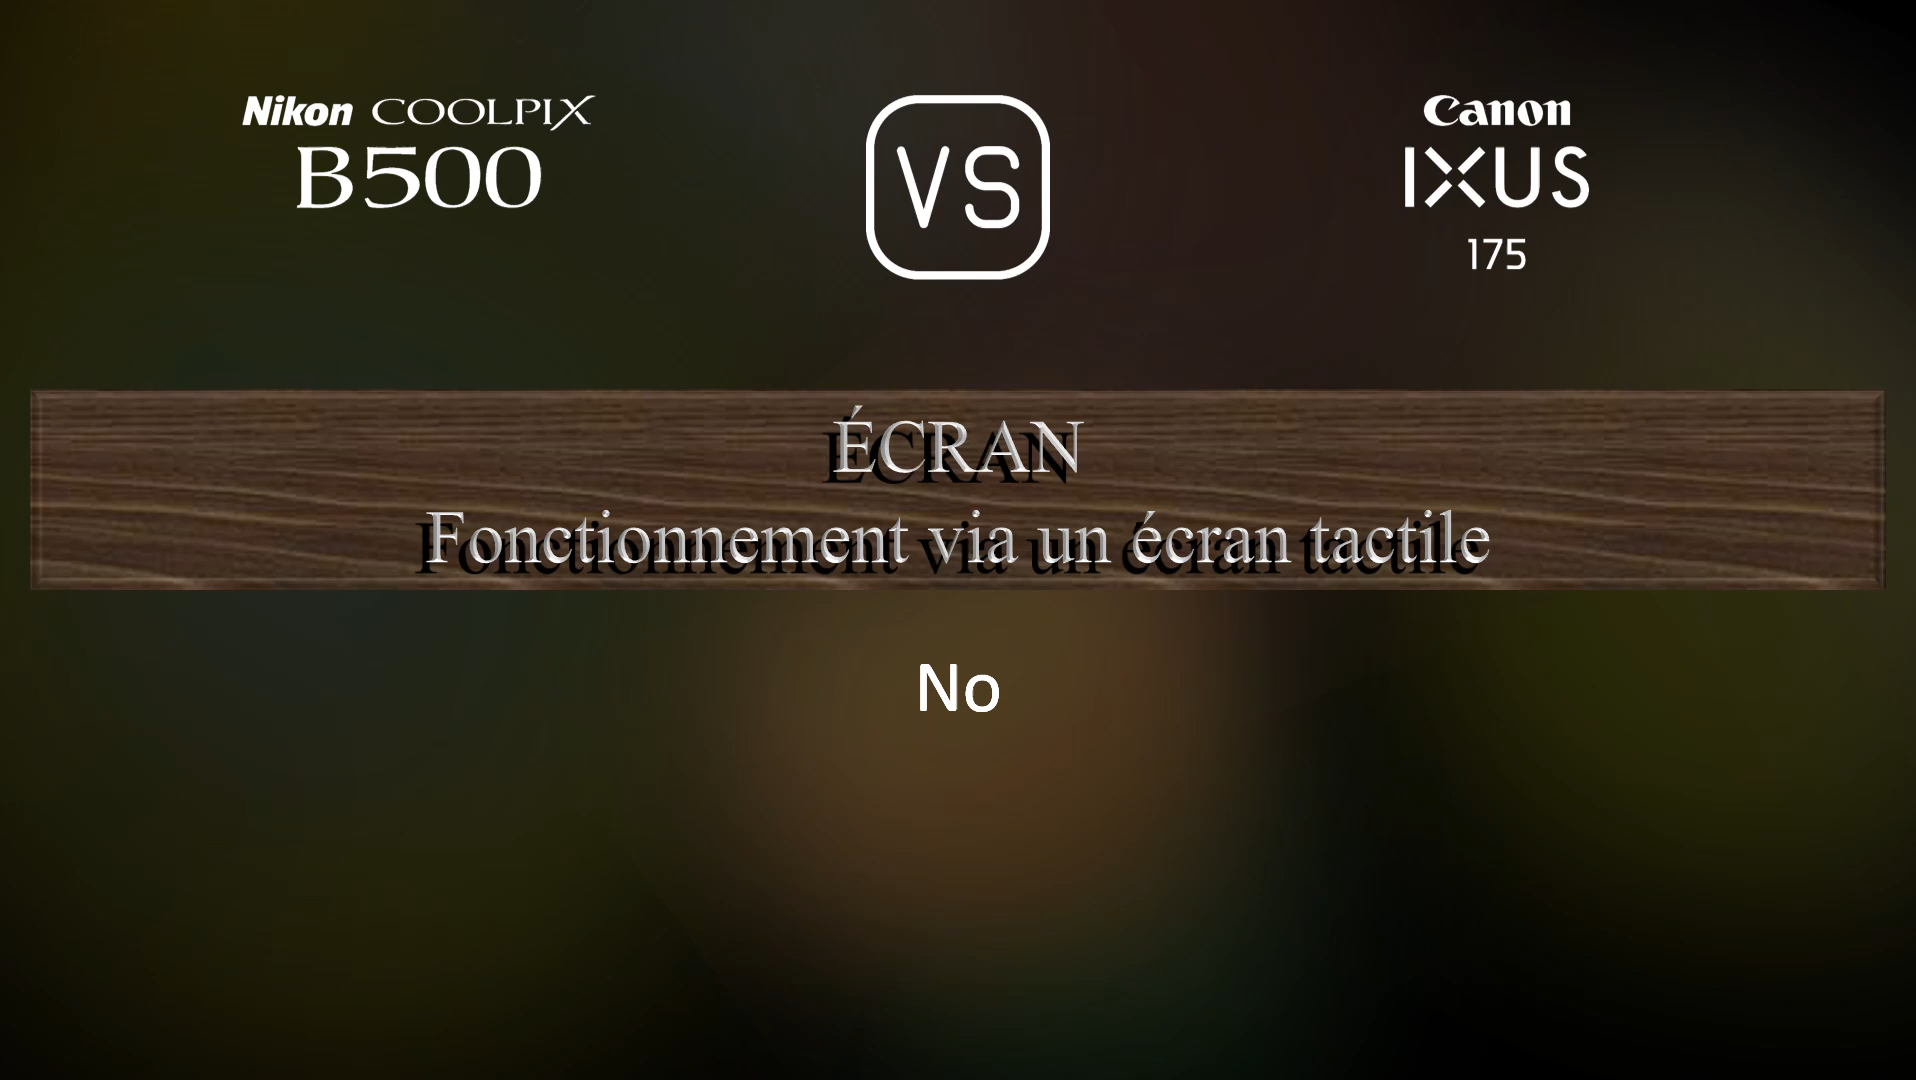 Nikon COOLPIX
B500
VS
Canon
IXUS
175
ÉCRAN
Fonctionnement via un écran tactile
No